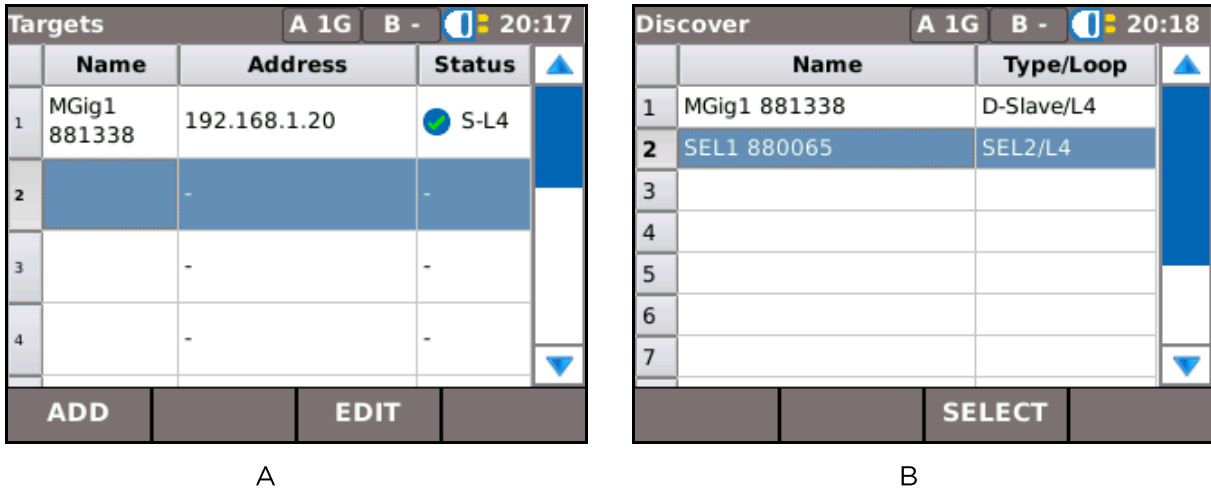 Targets A 1G B - 20:17
Name Address Status
1 MGig1 881338 192.168.1.20 S-L4
2 - -
3 - -
4 - -
ADD EDIT
A
Discover A 1G B - 20:18
Name Type/Loop
1 MGig1 881338 D-Slave/L4
2 SEL1 880065 SEL2/L4
3
4
5
6
7
SELECT
B